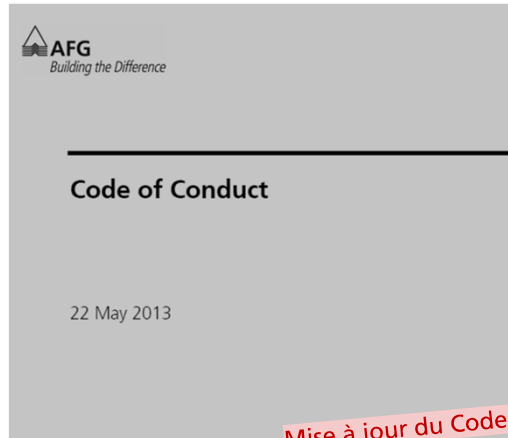 AFG
Building the Difference
Code of Conduct
22 May 2013
Mise à jour du Code